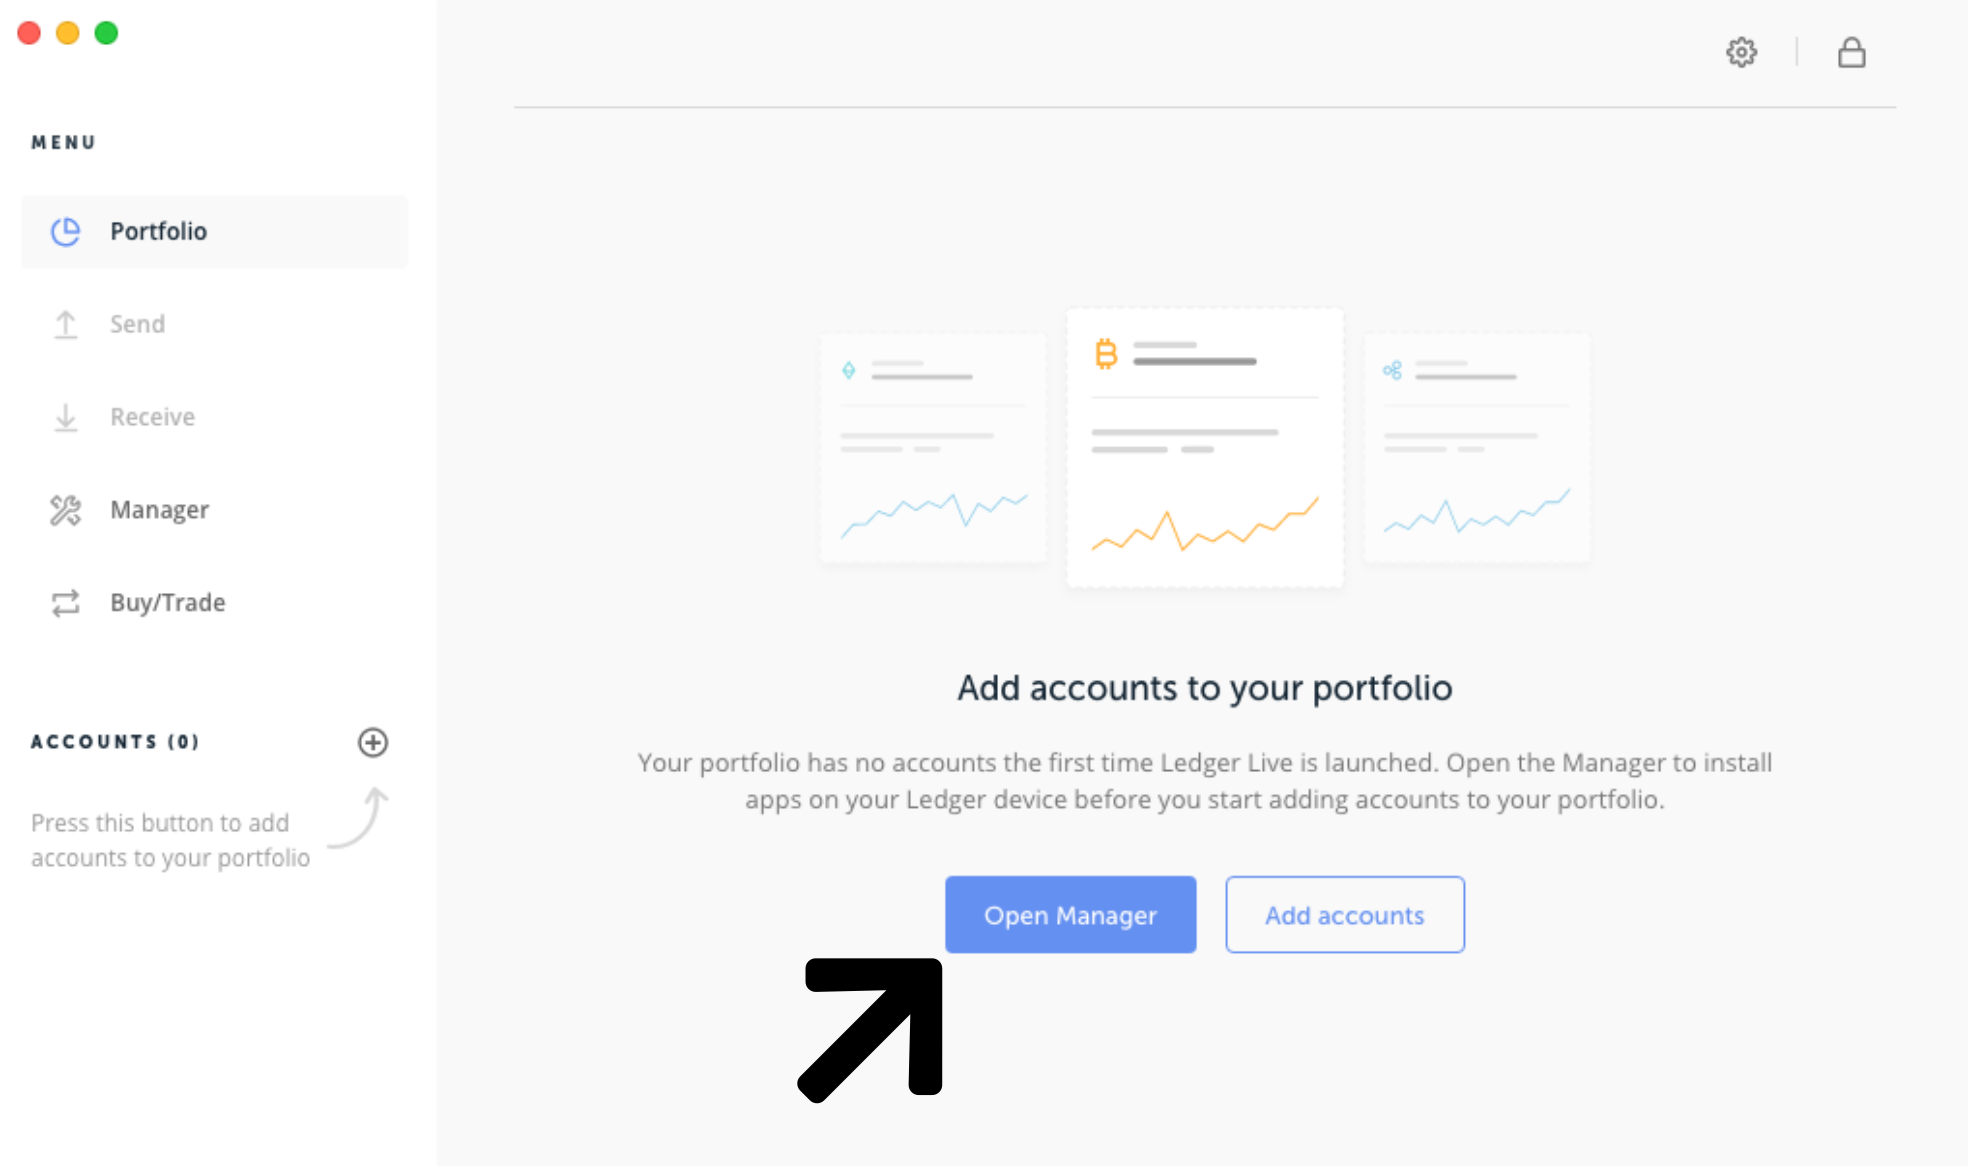 MENU
Portfolio
Send
Receive
Manager
Buy/Trade
ACCOUNTS (0)
Press this button to add
accounts to your portfolio
Add accounts to your portfolio
Your portfolio has no accounts the first time Ledger Live is launched. Open the Manager to install
apps on your Ledger device before you start adding accounts to your portfolio.
Open Manager
Add accounts